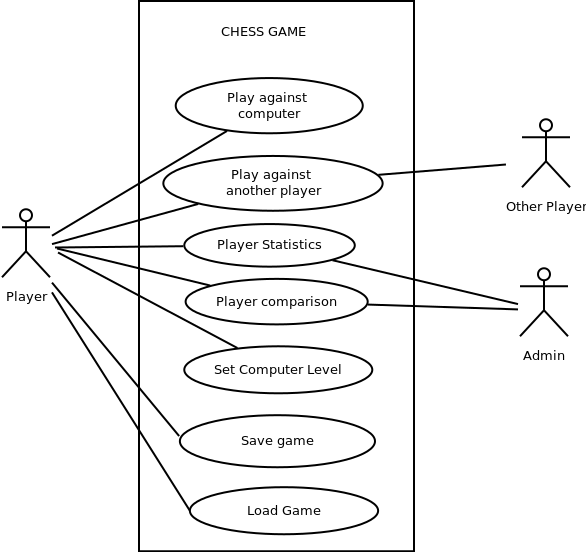 CHESS GAME
Play against
computer
Play against
another player
Other Player
Player Statistics
Player
Player comparison
Admin
Set Computer Level
Save game
Load Game